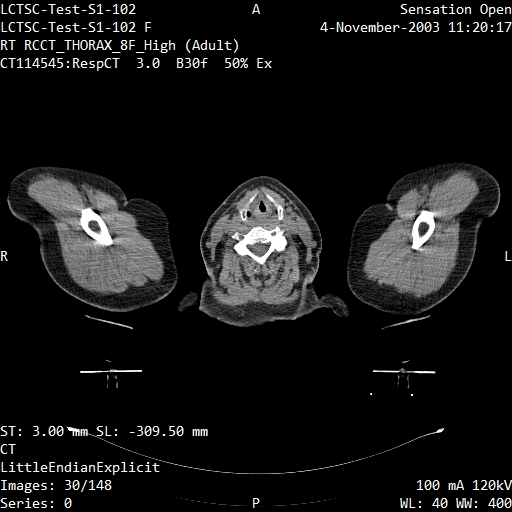 LCTSC-Test-S1-102
A
Sensation Open
LCTSC-Test-S1-102 F
4-November-2003 11:20:17
RT RCCT_THORAX_8F_High (Adult)
CT114545:RespCT 3.0 B30f 50% Ex
R
L
ST: 3.00 mm SL: -309.50 mm
CT
LittleEndianExplicit
Images: 30/148
100 mA 120kV
Series: 0
P
WL: 40 WW: 400